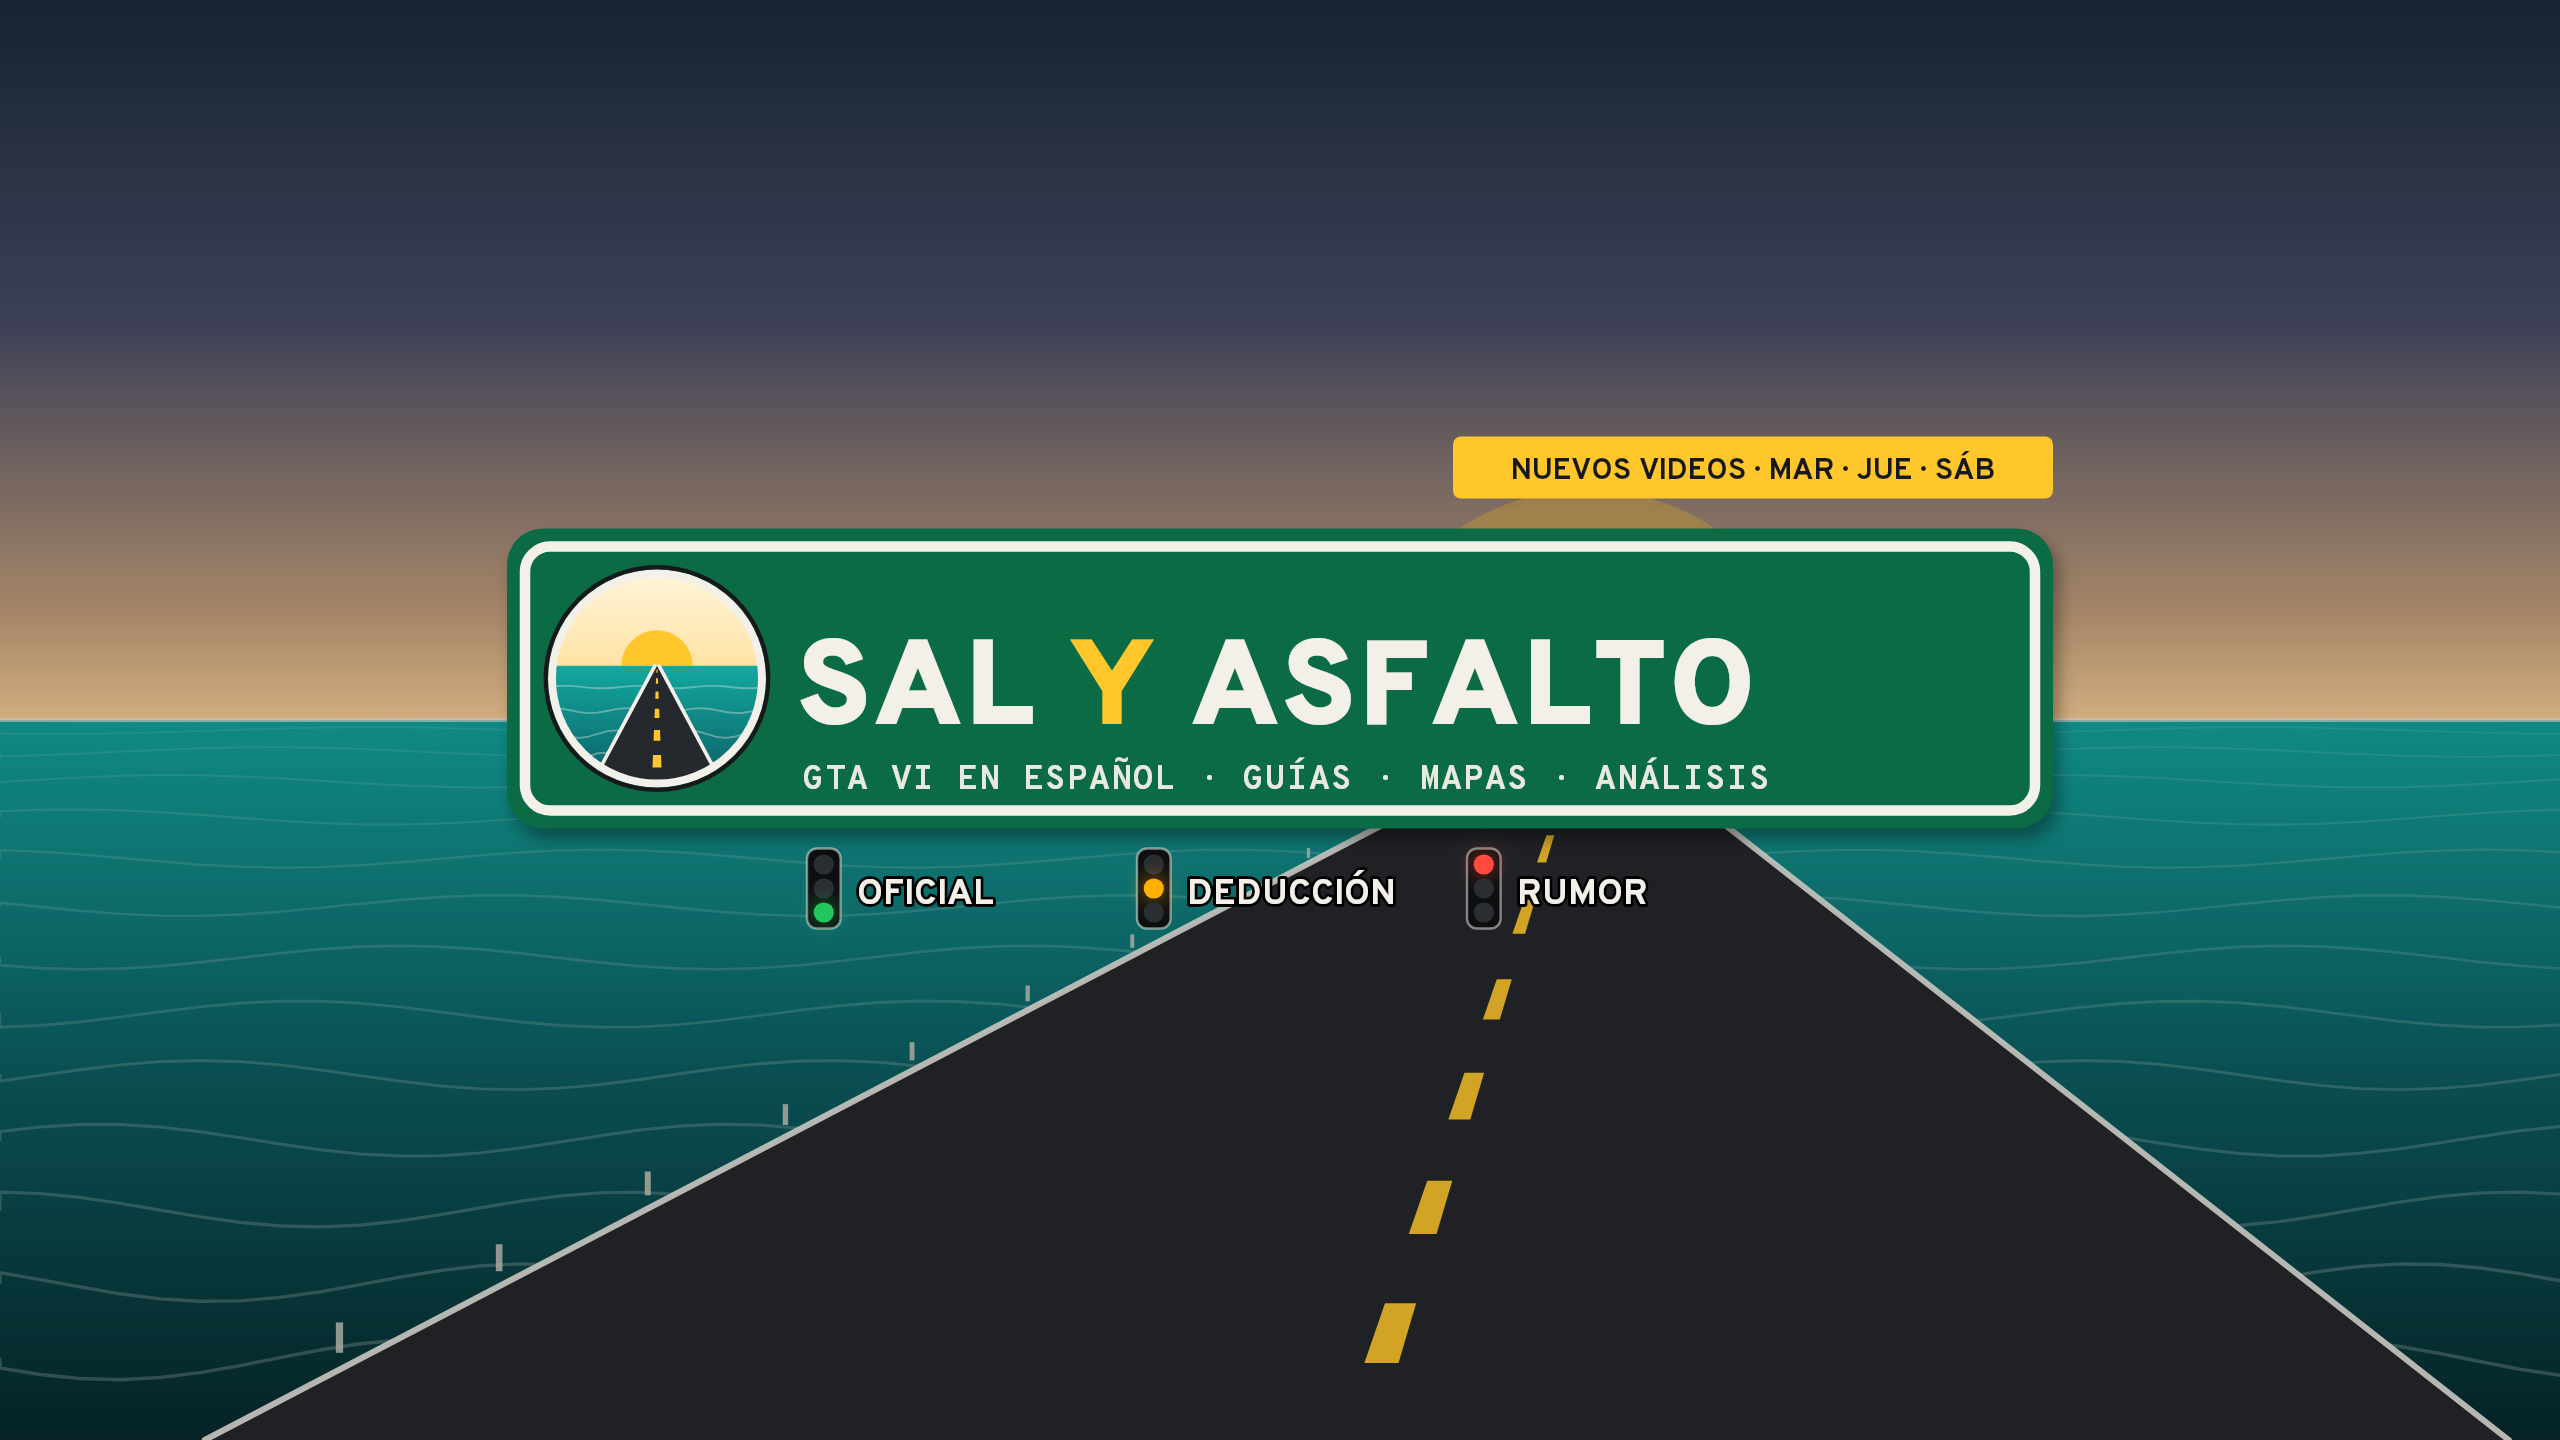 NUEVOS VIDEOS · MAR · JUE · SÁB
SAL Y ASFALTO
GTA VI EN ESPAÑOL · GUÍAS · MAPAS · ANÁLISIS
OFICIAL
DEDUCCIÓN
RUMOR